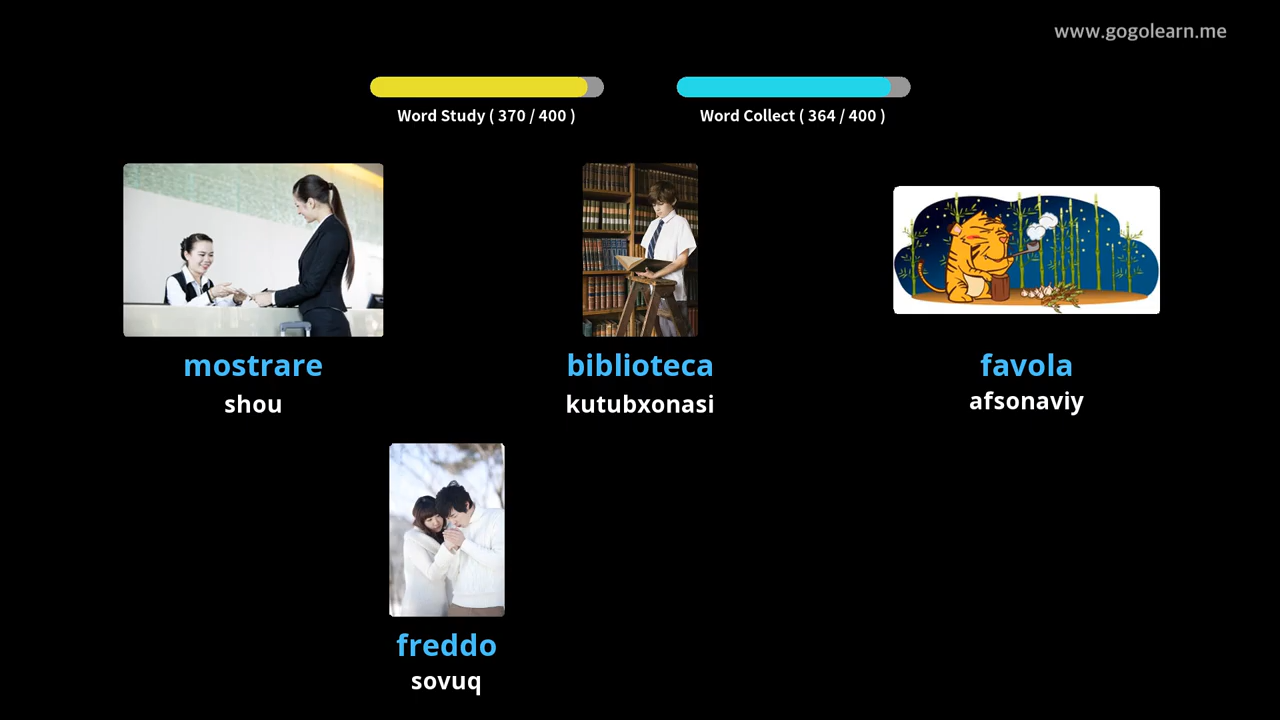 www.gogolearn.me
Word Study ( 370 / 400 )
Word Collect ( 364 / 400 )
mostrare
shou
biblioteca
kutubxonasi
favola
afsonaviy
freddo
sovuq